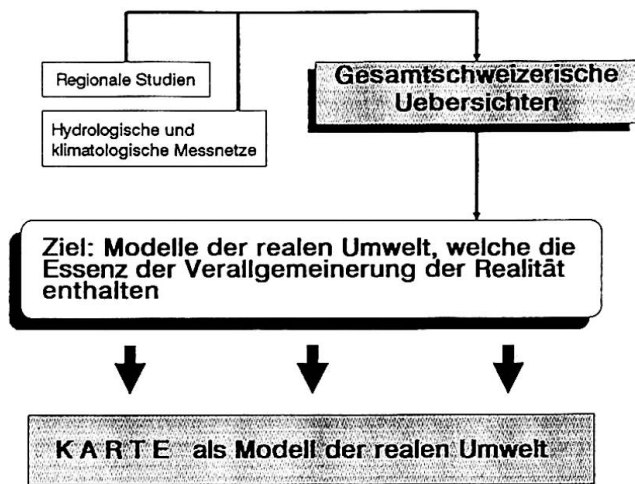 Regionale Studien
Hydrologische und
klimatologische Messnetze
Gesamtschweizerische
Uebersichten
Ziel: Modelle der realen Umwelt, welche die
Essenz der Verallgemeinerung der Realität
enthalten
KARTE als Modell der realen Umwelt